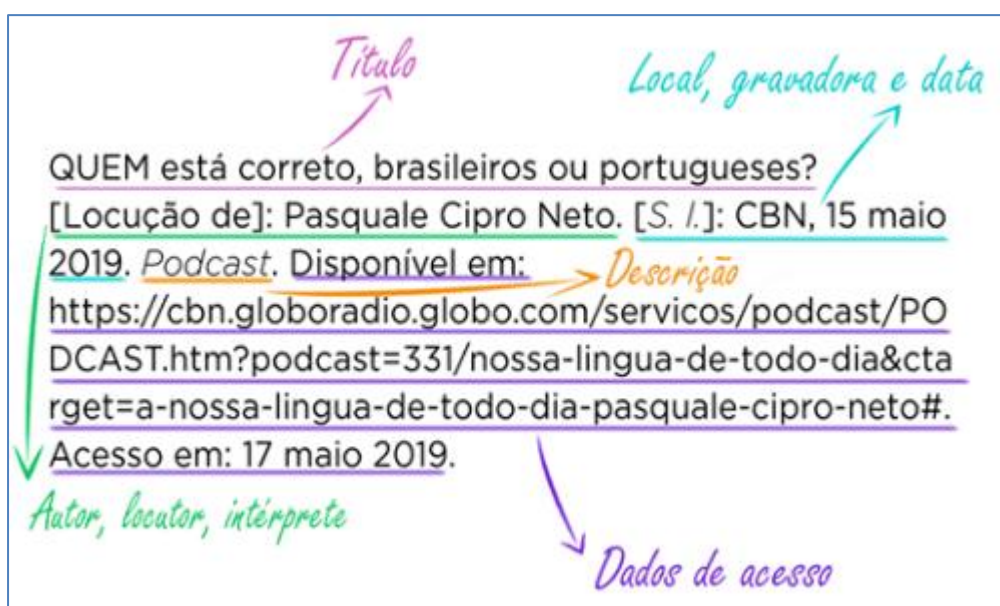 Título
Local, gravadora e data
QUEM está correto, brasileiros ou portugueses?
[Locução de]: Pasquale Cipro Neto. [S. l.]: CBN, 15 maio
2019. Podcast. Disponível em:
Descrição
https://cbn.globoradio.globo.com/servicos/podcast/PO
DCAST.htm?podcast=331/nossa-lingua-de-todo-dia&cta
rget=a-nossa-lingua-de-todo-dia-pasquale-cipro-neto#.
Acesso em: 17 maio 2019.
Autor, locutor, intérprete
Dados de acesso